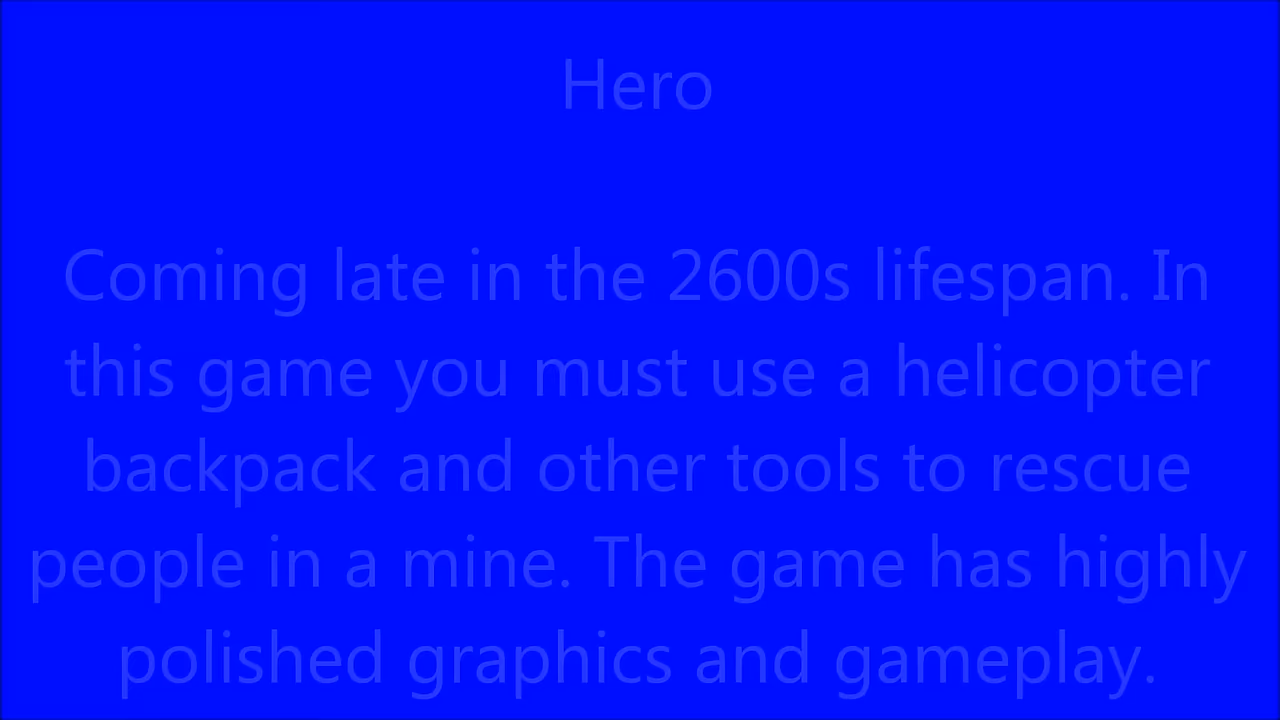 Hero
Coming late in the 2600s lifespan. In
this game you must use a helicopter
backpack and other tools to rescue
people in a mine. The game has highly
polished graphics and gameplay.